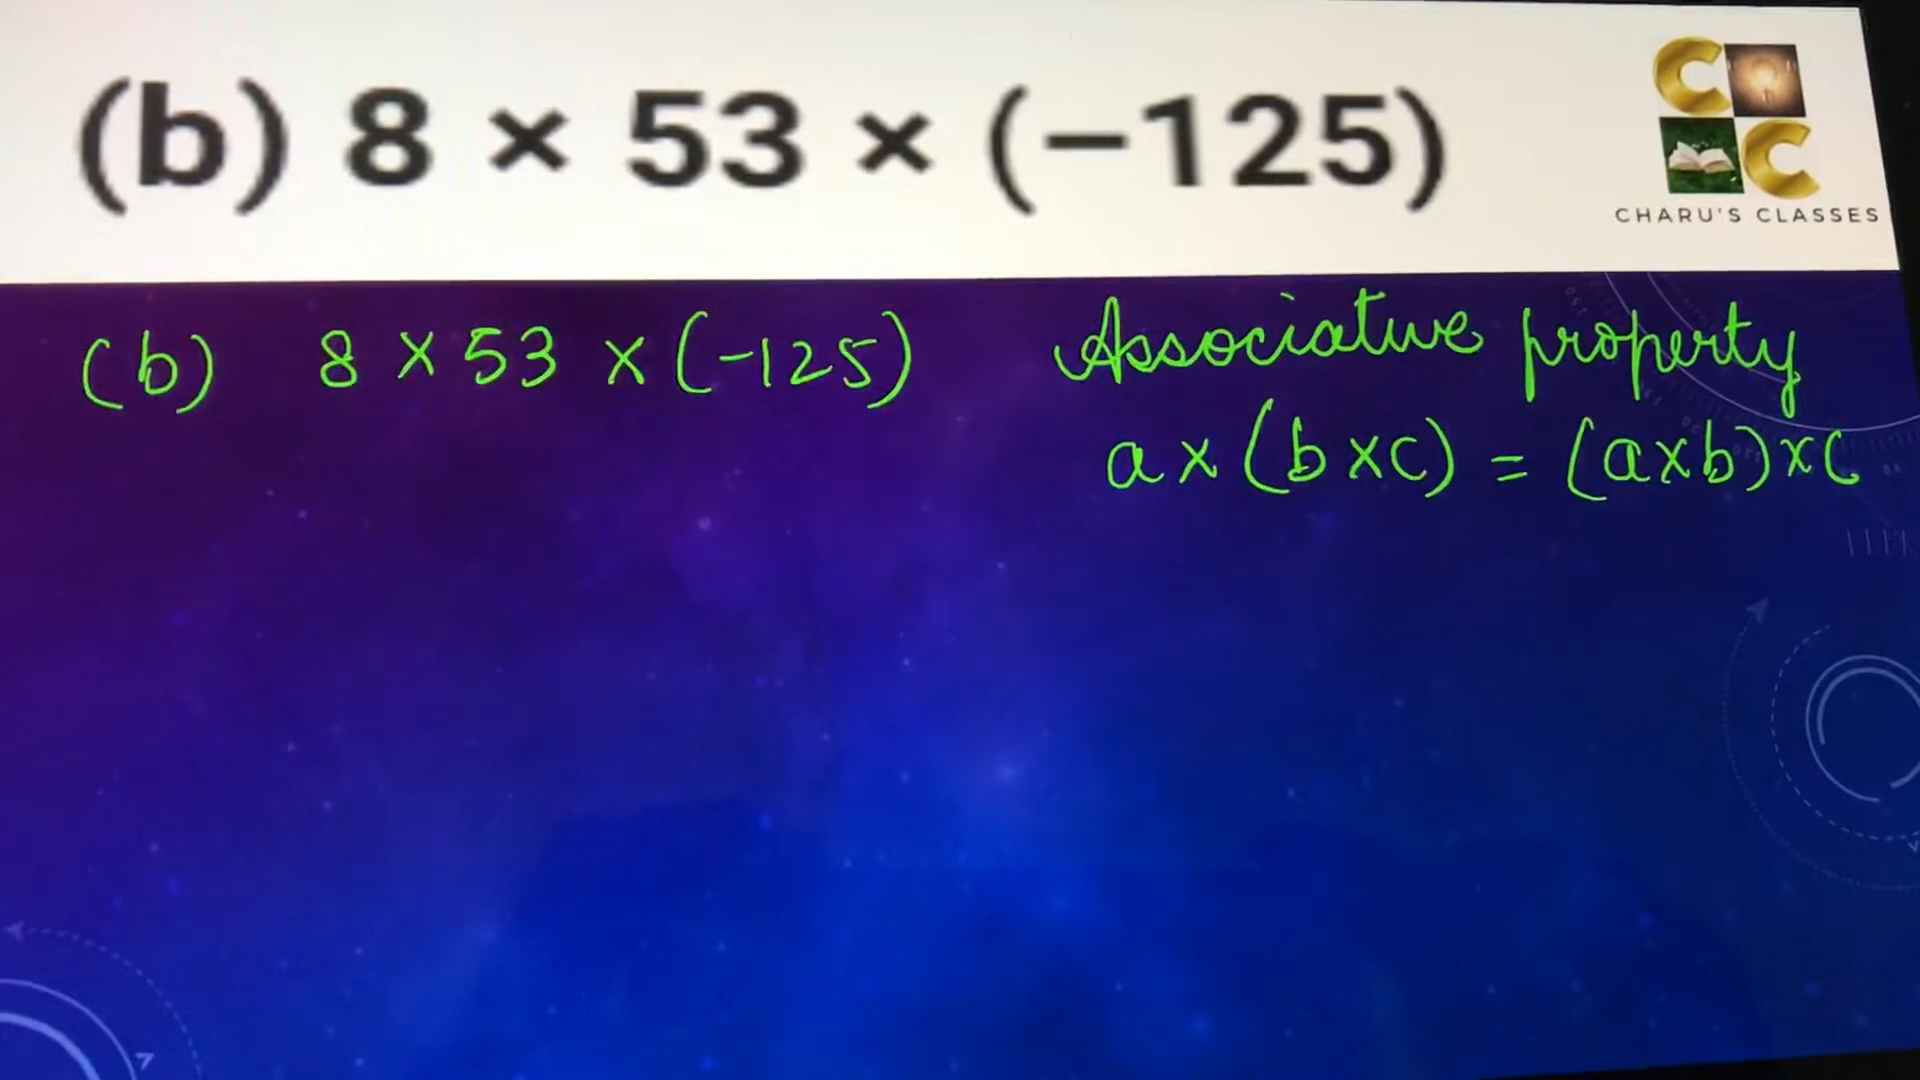 (b) 8 × 53 × (−125)
CHARU'S CLASSES
(b) 8 × 53 × (-125)
Associative property
a × (b × c) = (a×b)×c